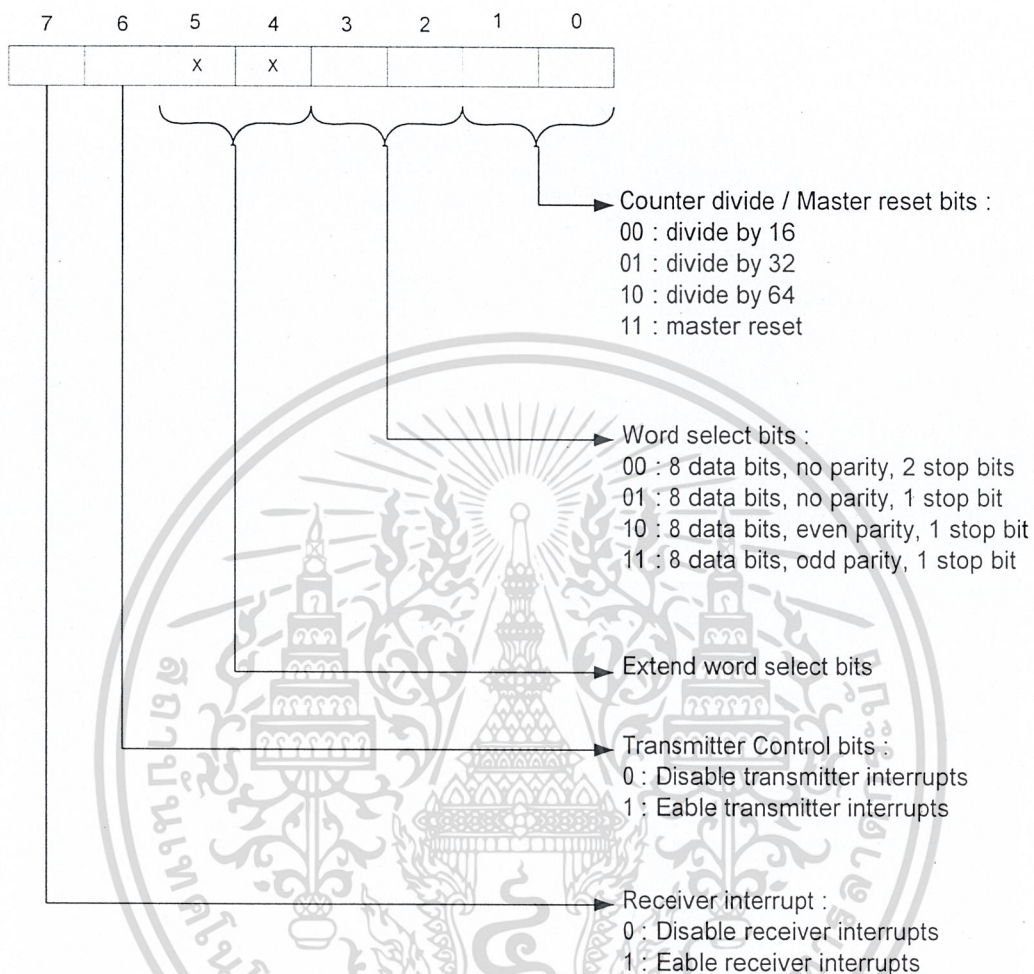 7 6 5 4 3 2 1 0
X X
Counter divide / Master reset bits :
00 : divide by 16
01 : divide by 32
10 : divide by 64
11 : master reset
Word select bits :
00 : 8 data bits, no parity, 2 stop bits
01 : 8 data bits, no parity, 1 stop bit
10 : 8 data bits, even parity, 1 stop bit
11 : 8 data bits, odd parity, 1 stop bit
Extend word select bits
Transmitter Control bits :
0 : Disable transmitter interrupts
1 : Eable transmitter interrupts
Receiver interrupt :
0 : Disable receiver interrupts
1 : Eable receiver interrupts